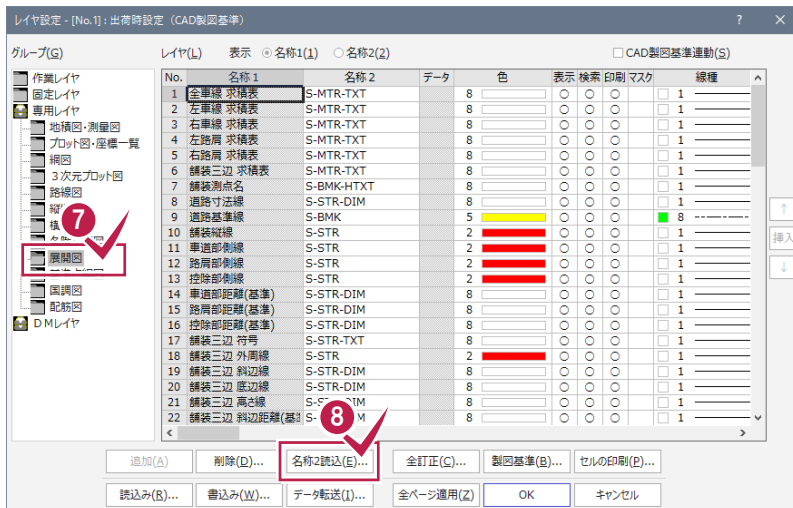 レイヤ設定 - [No.1] : 出荷時設定（CAD製図基準）
? ×
グループ(G)
レイヤ(L) 表示 名称1(1) 名称2(2) CAD製図基準連動(S)
作業レイヤ
固定レイヤ
専用レイヤ
地積図・測量図
プロット図・座標一覧
網図
３次元プロット図
路線図
7
展開図
国調図
配筋図
ＤＭレイヤ
No. 名称1 名称2 データ 色 表示 検索 印刷 マスク 線種
1 全車線 求積表 S-MTR-TXT 8 ○ ○ ○ 1
2 左車線 求積表 S-MTR-TXT 8 ○ ○ ○ 1
3 右車線 求積表 S-MTR-TXT 8 ○ ○ ○ 1
4 左路肩 求積表 S-MTR-TXT 8 ○ ○ ○ 1
5 右路肩 求積表 S-MTR-TXT 8 ○ ○ ○ 1
6 舗装三辺 求積表 S-MTR-TXT 8 ○ ○ ○ 1
7 舗装測点名 S-BMK-HTXT 8 ○ ○ ○ 1
8 道路寸法線 S-STR-DIM 8 ○ ○ ○ 1
9 道路基準線 S-BMK 5 ○ ○ ○ 8
10 舗装縦線 S-STR 2 ○ ○ ○ 1
11 車道部側線 S-STR 2 ○ ○ ○ 1
12 路肩部側線 S-STR 2 ○ ○ ○ 1
13 控除部側線 S-STR 2 ○ ○ ○ 1
14 車道部距離(基準) S-STR-DIM 8 ○ ○ ○ 1
15 路肩部距離(基準) S-STR-DIM 8 ○ ○ ○ 1
16 控除部距離(基準) S-STR-DIM 8 ○ ○ ○ 1
17 舗装三辺 符号 S-STR-TXT 8 ○ ○ ○ 1
18 舗装三辺 外周線 S-STR 2 ○ ○ ○ 1
19 舗装三辺 斜辺線 S-STR-DIM 8 ○ ○ ○ 1
20 舗装三辺 底辺線 S-STR-DIM 8 ○ ○ ○ 1
21 舗装三辺 高さ線 S-STR-DIM 8 ○ ○ ○ 1
22 舗装三辺 斜辺距離(基 S- M 8 ○ ○ ○ 1
↑
挿入
↓
8
追加(A) 削除(D)... 名称2読込(E)... 全訂正(C)... 製図基準(B)... セルの印刷(P)...
読込み(R)... 書込み(W)... データ転送(I)... 全ページ適用(Z) OK キャンセル